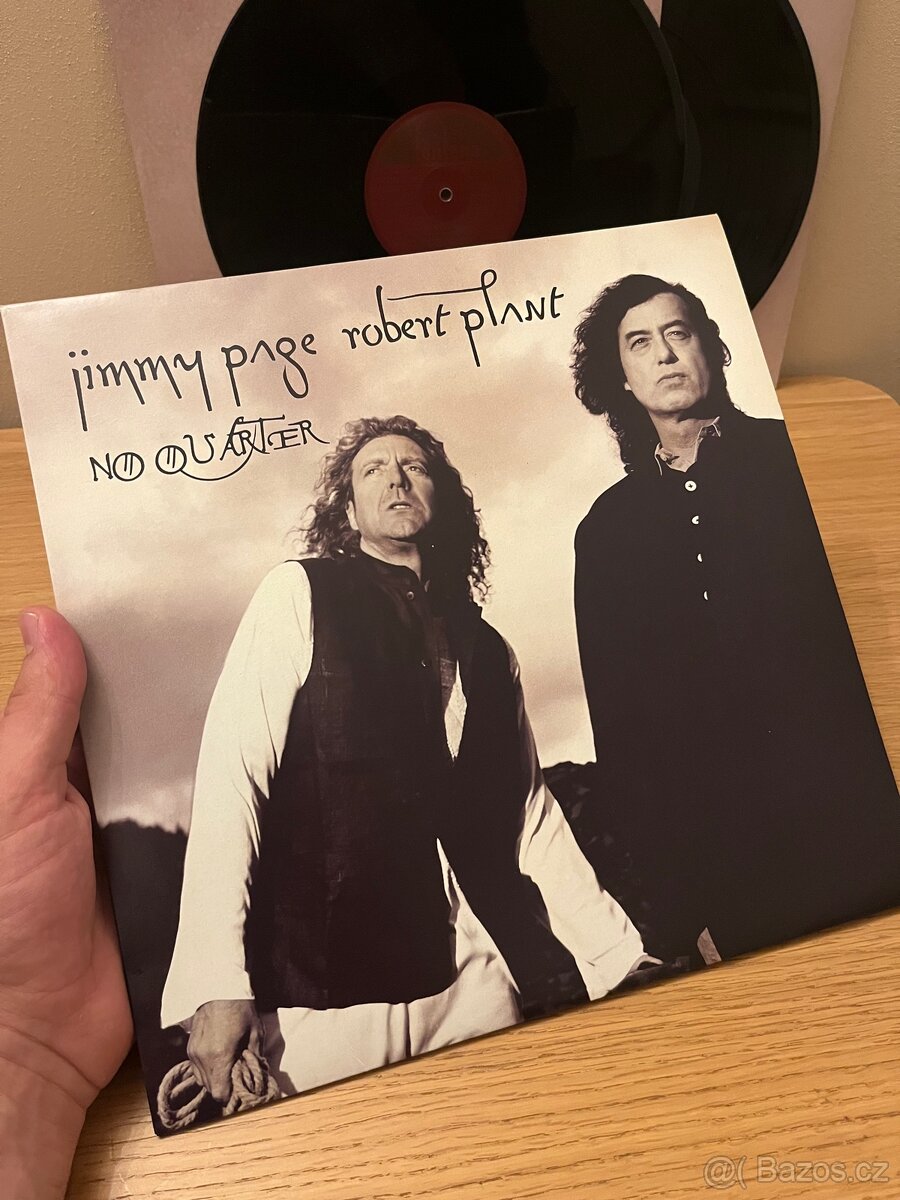 jimmy page robert plant
NO QUARTER
@( Bazos.cz